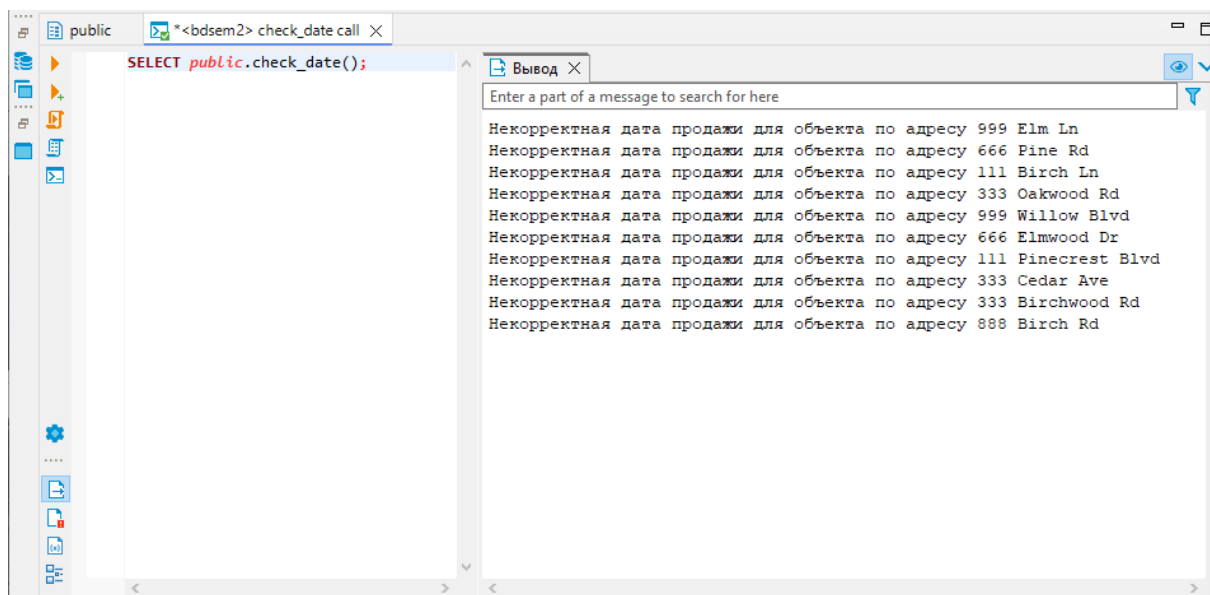 public
*<bdsem2> check_date call
SELECT public.check_date();
Вывод
Enter a part of a message to search for here
Некорректная дата продажи для объекта по адресу 999 Elm Ln
Некорректная дата продажи для объекта по адресу 666 Pine Rd
Некорректная дата продажи для объекта по адресу 111 Birch Ln
Некорректная дата продажи для объекта по адресу 333 Oakwood Rd
Некорректная дата продажи для объекта по адресу 999 Willow Blvd
Некорректная дата продажи для объекта по адресу 666 Elmwood Dr
Некорректная дата продажи для объекта по адресу 111 Pinecrest Blvd
Некорректная дата продажи для объекта по адресу 333 Cedar Ave
Некорректная дата продажи для объекта по адресу 333 Birchwood Rd
Некорректная дата продажи для объекта по адресу 888 Birch Rd